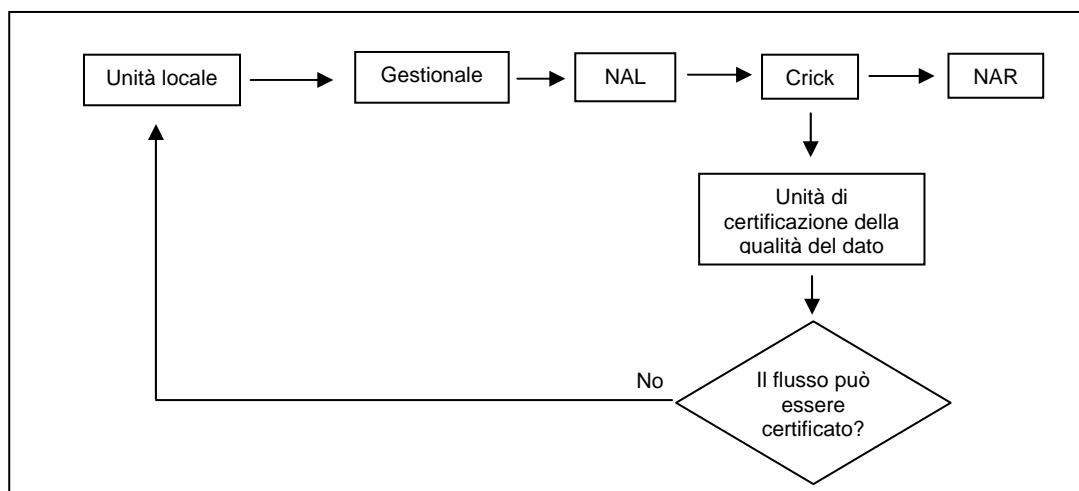 Unità locale
Gestionale
NAL
Crick
NAR
Unità di
certificazione della
qualità del dato
No
Il flusso può
essere
certificato?